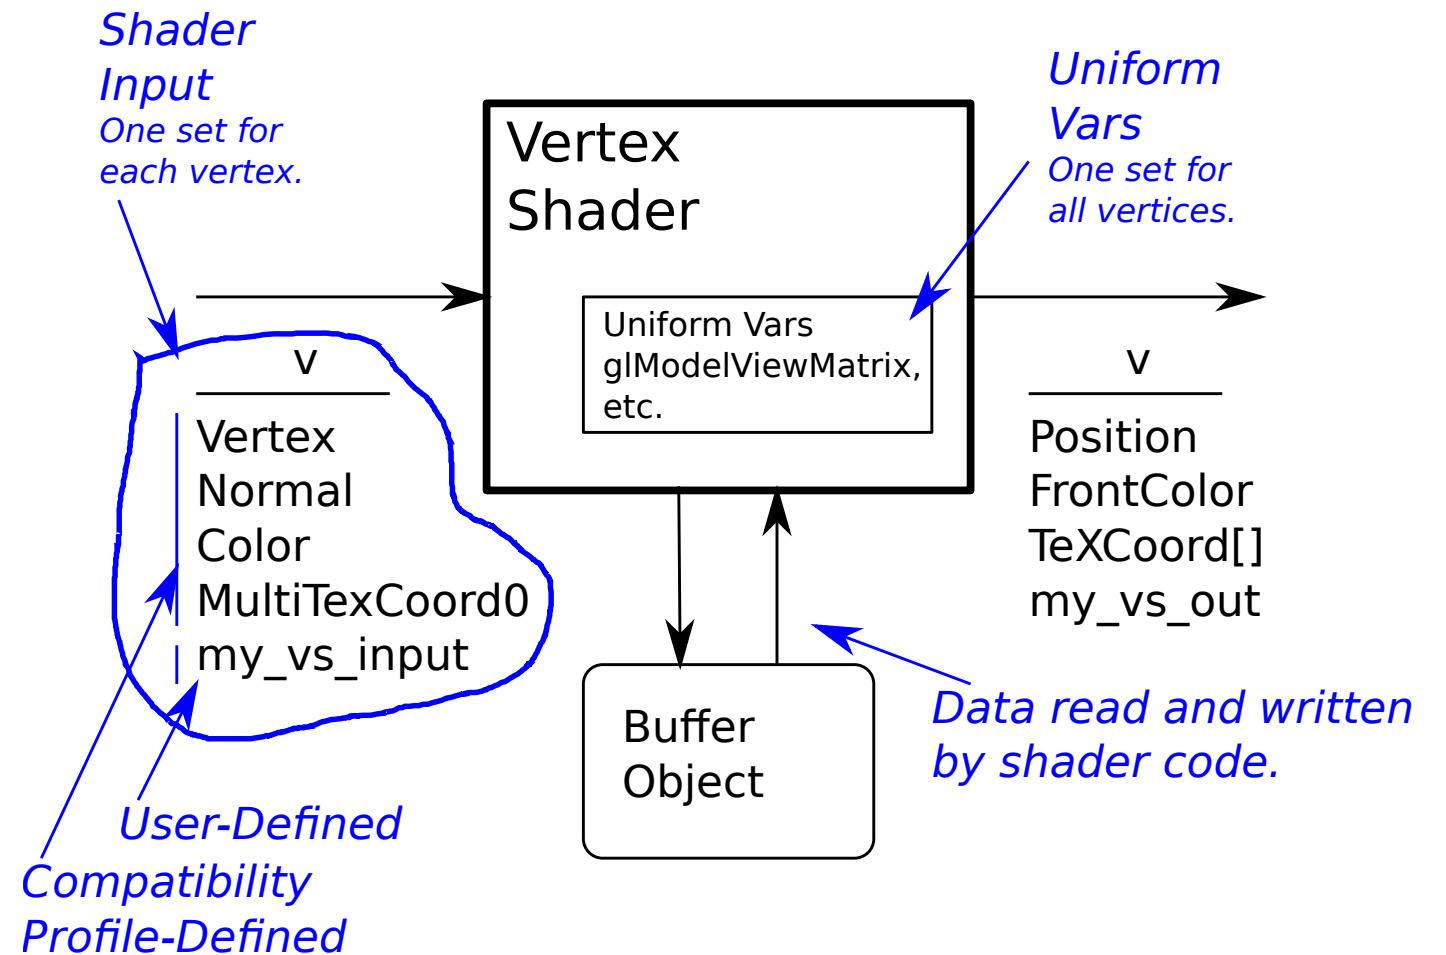 Shader
Input
One set for
each vertex.
Vertex
Shader
Uniform
Vars
One set for
all vertices.
Uniform Vars
glModelViewMatrix,
etc.
v
Vertex
Normal
Color
MultiTexCoord0
my_vs_input
v
Position
FrontColor
TeXCoord[]
my_vs_out
Buffer
Object
Data read and written
by shader code.
User-Defined
Compatibility
Profile-Defined